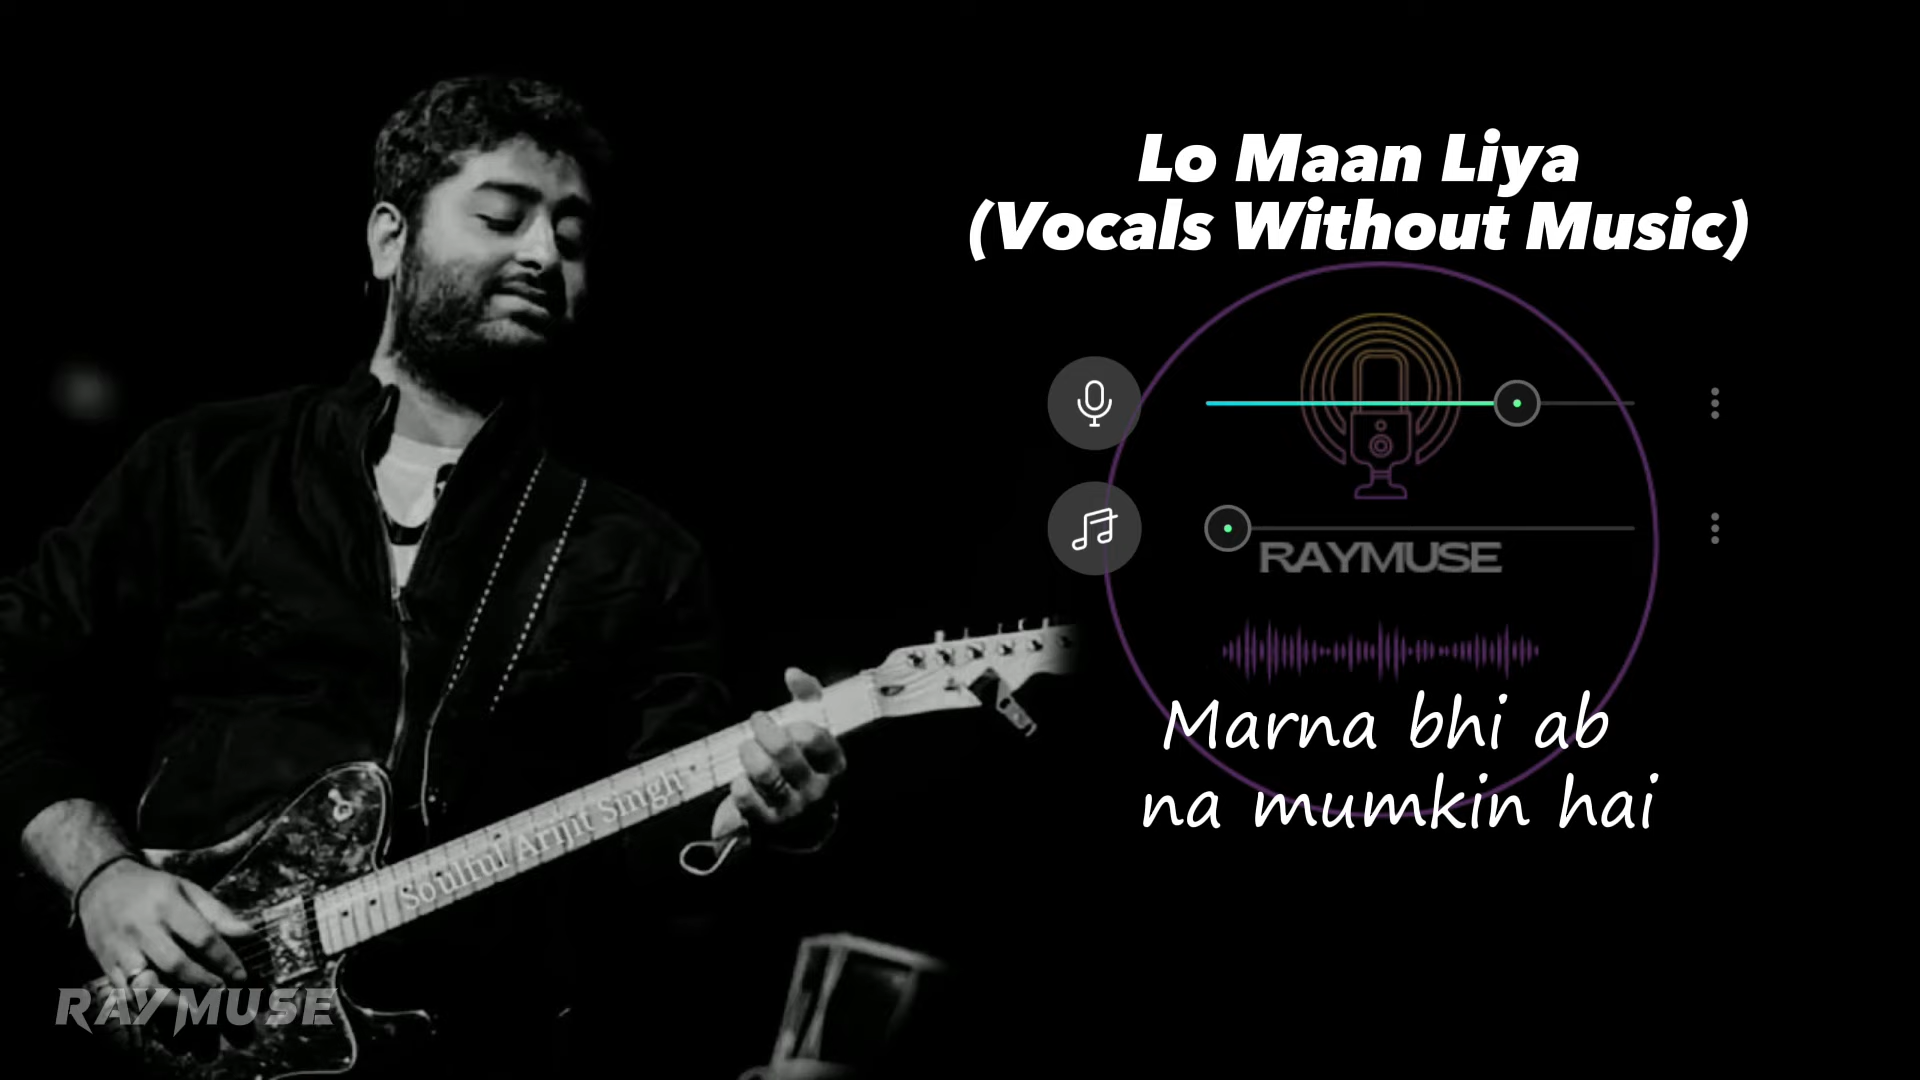 Lo Maan Liya
(Vocals Without Music)
RAYMUSE
Marna bhi ab
na mumkin hai
Soulful Arijit Singh
RAYMUSE